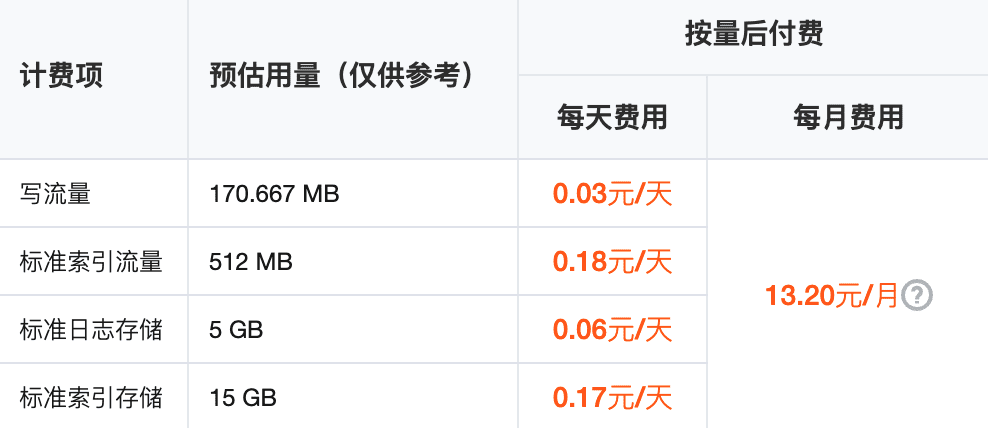 计费项 预估用量（仅供参考） 按量后付费
每天费用 每月费用
写流量 170.667 MB 0.03元/天
标准索引流量 512 MB 0.18元/天
13.20元/月?
标准日志存储 5 GB 0.06元/天
标准索引存储 15 GB 0.17元/天